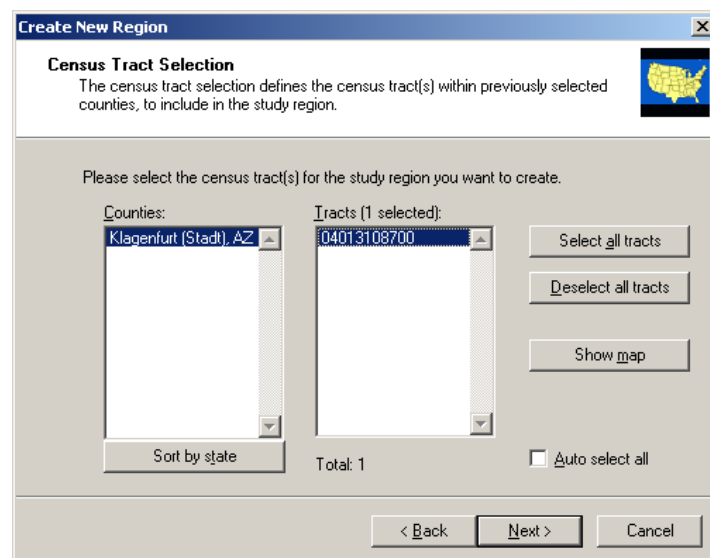 Create New Region
Census Tract Selection
The census tract selection defines the census tract(s) within previously selected
counties, to include in the study region.
Please select the census tract(s) for the study region you want to create.
Counties:
Tracts (1 selected):
Klagenfurt (Stadt), AZ
04013108700
Select all tracts
Deselect all tracts
Show map
Sort by state
Total: 1
Auto select all
< Back
Next >
Cancel